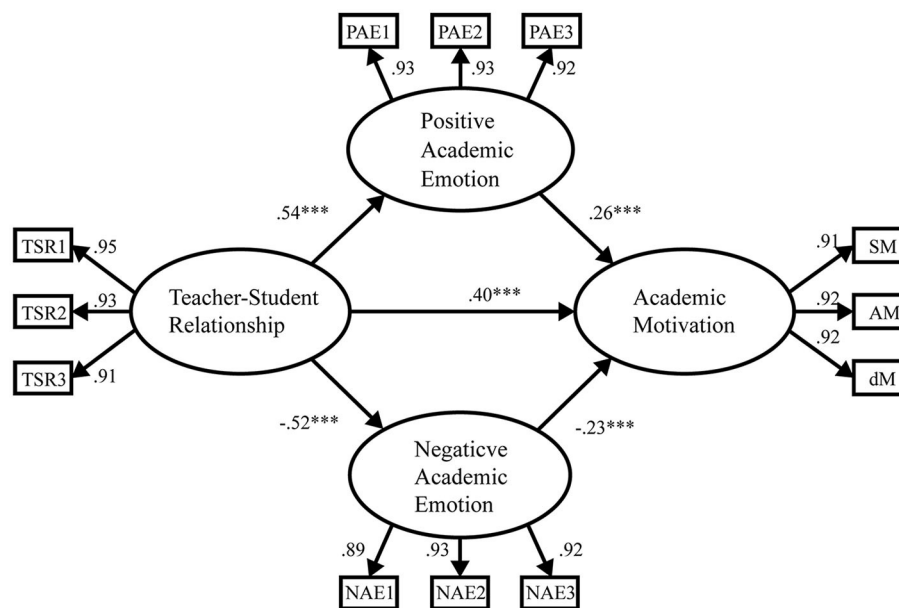 PAE1
PAE2
PAE3
.93
.93
.92
Positive
Academic
Emotion
.54***
.26***
TSR1
.95
TSR2
.93
TSR3
.91
Teacher-Student
Relationship
.40***
Academic
Motivation
.91
SM
.92
AM
.92
dM
-.52***
-.23***
Negaticve
Academic
Emotion
.89
.93
.92
NAE1
NAE2
NAE3